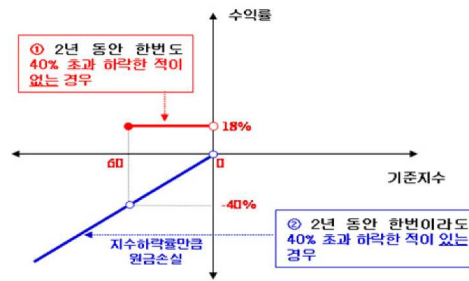 수익률
① 2년 동안 한번도
40% 초과 하락한 적이
없는 경우
18%
60
0
기준지수
-40%
지수하락률만큼
원금손실
② 2년 동안 한번이라도
40% 초과 하락한 적이 있는
경우